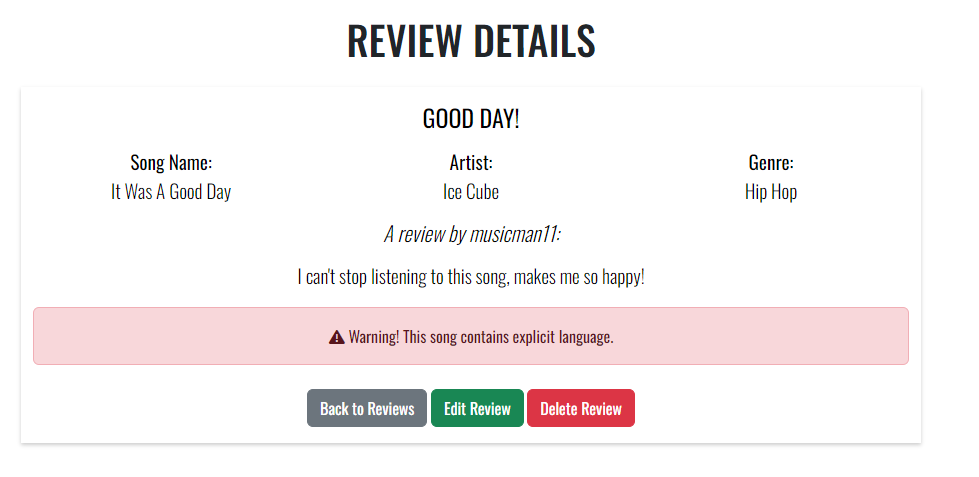 REVIEW DETAILS
GOOD DAY!
Song Name: Artist: Genre:
It Was A Good Day Ice Cube Hip Hop
A review by musicman11:
I can't stop listening to this song, makes me so happy!
Warning! This song contains explicit language.
Back to Reviews Edit Review Delete Review